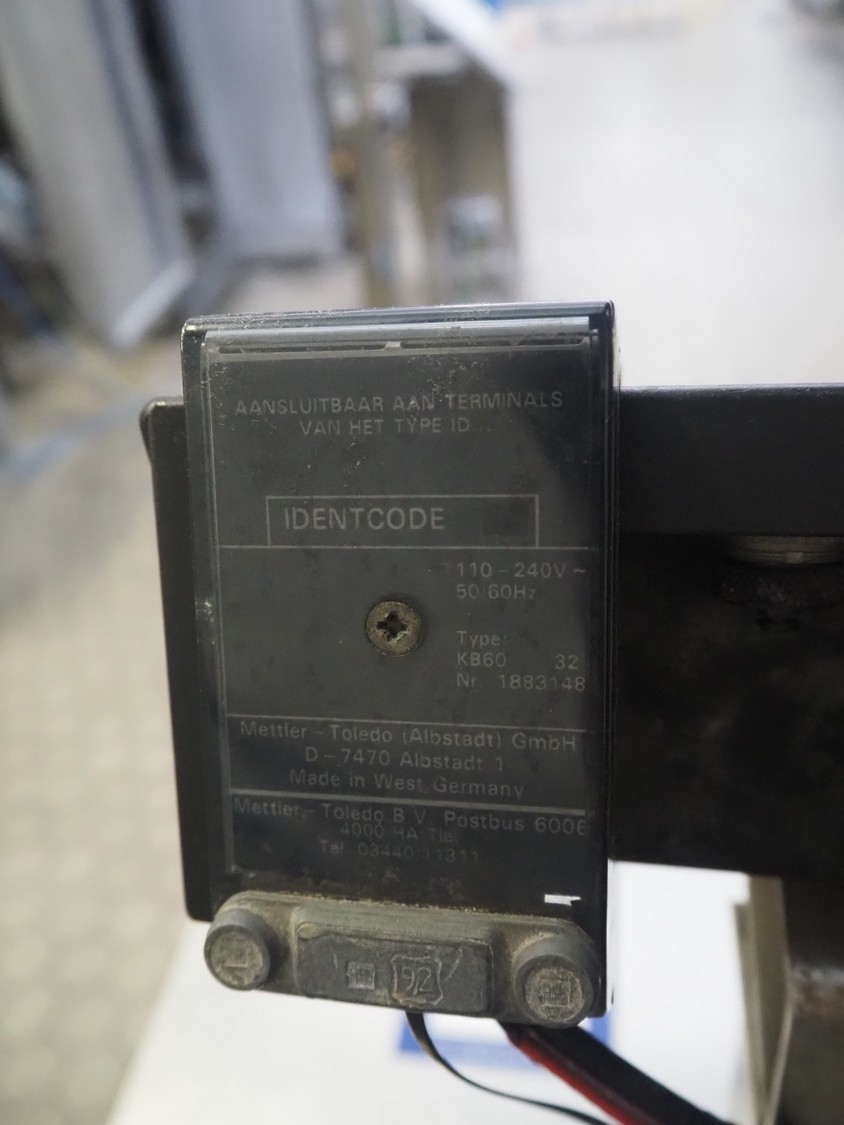 AANSLUITBAAR AAN TERMINALS
VAN HET TYPE ID...
IDENTCODE
110 - 240V ~
50/60Hz
Type:
KB60 32
Nr. 1883148
Mettler - Toledo (Albstadt) GmbH
D - 7470 Albstadt 1
Made in West Germany
Mettler - Toledo B.V. Postbus 6006
4000 HA Tiel
Tel. 03440 11311
92